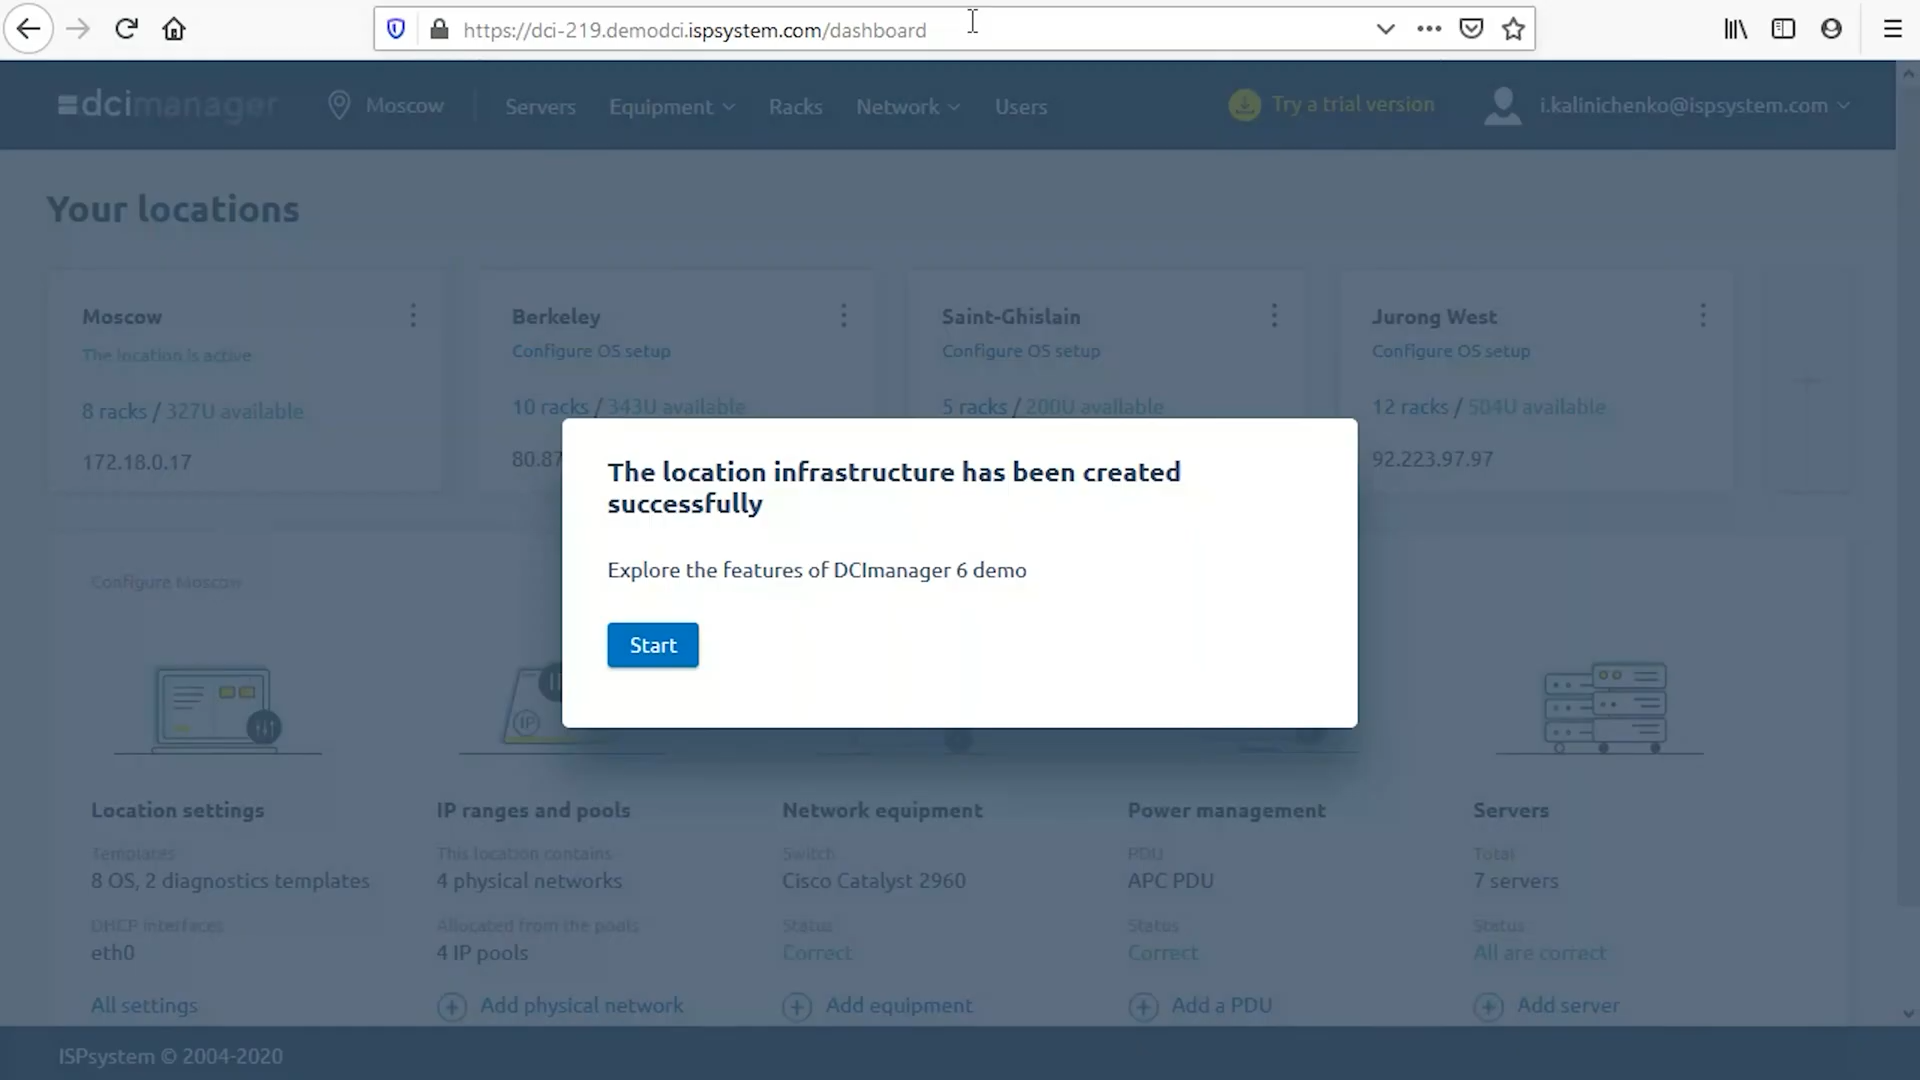 https://dci-219.demodci.ispsystem.com/dashboard
dcimanager
Moscow
Servers
Equipment
Racks
Network
Users
Try a trial version
i.kalinichenko@ispsystem.com
Your locations
Moscow
The location is active
8 racks / 327U available
172.18.0.17
Berkeley
Configure OS setup
10 racks / 343U available
80.87
Saint-Ghislain
Configure OS setup
5 racks / 200U available
Jurong West
Configure OS setup
12 racks / 504U available
92.223.97.97
The location infrastructure has been created
successfully
Explore the features of DCImanager 6 demo
Start
Configure Moscow
IP
Location settings
Templates
8 OS, 2 diagnostics templates
DHCP interfaces
eth0
All settings
IP ranges and pools
This location contains
4 physical networks
Allocated from the pools
4 IP pools
Add physical network
Network equipment
Switch
Cisco Catalyst 2960
Status
Correct
Add equipment
Power management
PDU
APC PDU
Status
Correct
Add a PDU
Servers
Total
7 servers
Status
All are correct
Add server
ISPsystem © 2004-2020